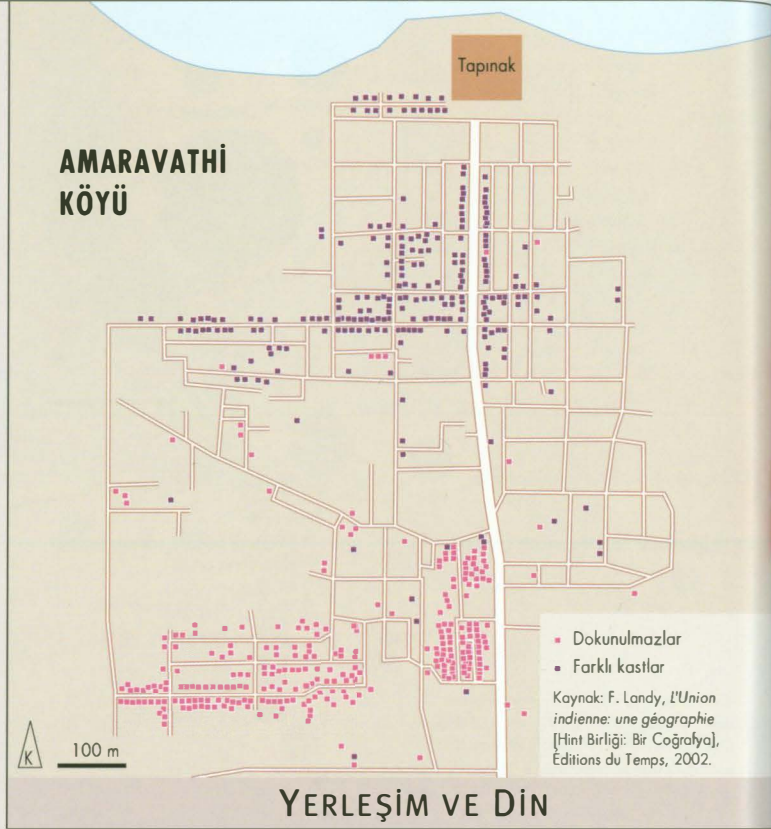 Tapınak
AMARAVATHİ
KÖYÜ
Dokunulmazlar
Farklı kastlar
Kaynak: F. Landy, L'Union
indienne: une géographie
[Hint Birliği: Bir Coğrafya],
Éditions du Temps, 2002.
K
100 m
YERLEŞİM VE DİN